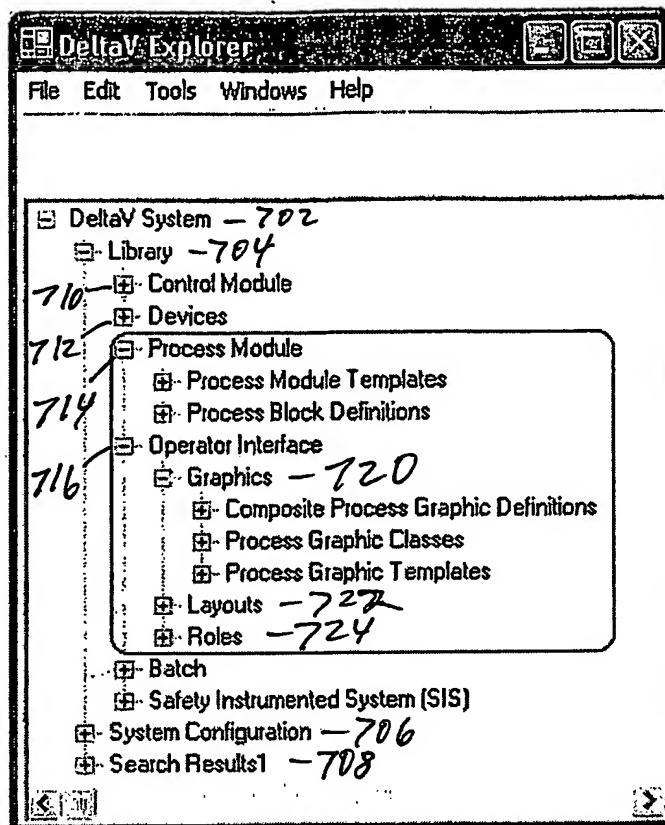 DeltaV Explorer
File Edit Tools Windows Help
DeltaV System - 702
Library - 704
710 Control Module
712 Devices
714 Process Module
Process Module Templates
Process Block Definitions
716 Operator Interface
Graphics - 720
Composite Process Graphic Definitions
Process Graphic Classes
Process Graphic Templates
Layouts - 722
Roles - 724
Batch
Safety Instrumented System (SIS)
System Configuration - 706
Search Results1 - 708